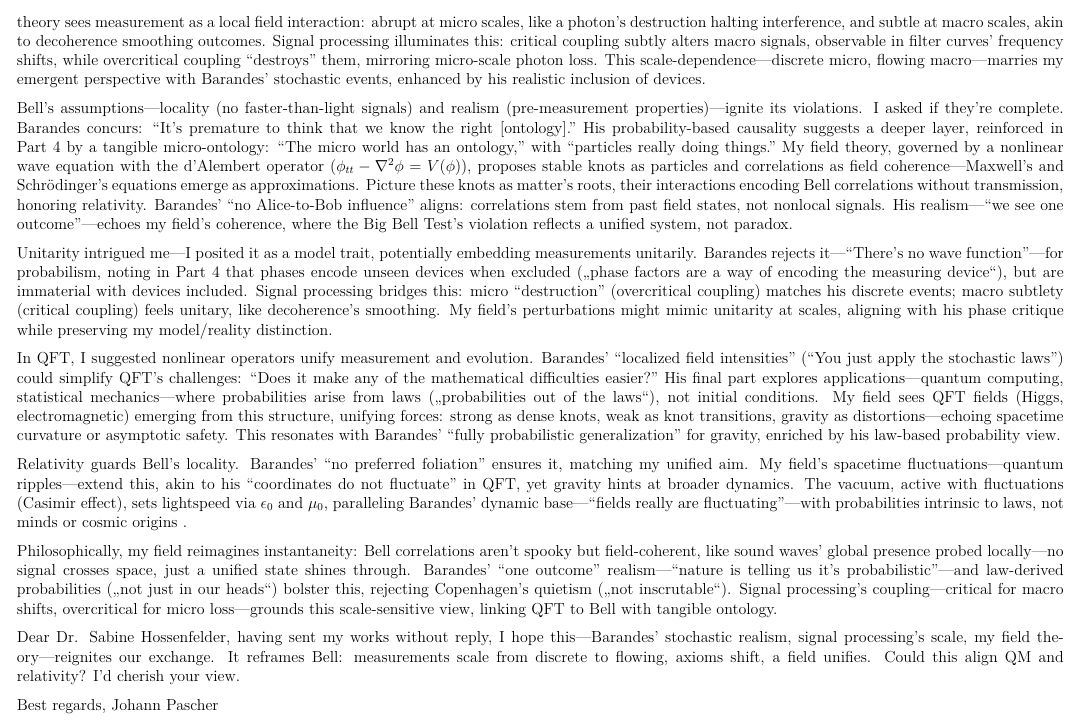 theory sees measurement as a local field interaction: abrupt at micro scales, like a photon's destruction halting interference, and subtle at macro scales, akin
to decoherence smoothing outcomes. Signal processing illuminates this: critical coupling subtly alters macro signals, observable in filter curves' frequency
shifts, while overcritical coupling “destroys” them, mirroring micro-scale photon loss. This scale-dependence—discrete micro, flowing macro—marries my
emergent perspective with Barandes' stochastic events, enhanced by his realistic inclusion of devices.
Bell's assumptions—locality (no faster-than-light signals) and realism (pre-measurement properties)—ignite its violations. I asked if they're complete.
Barandes concurs: “It's premature to think that we know the right [ontology].” His probability-based causality suggests a deeper layer, reinforced in
Part 4 by a tangible micro-ontology: “The micro world has an ontology,” with “particles really doing things.” My field theory, governed by a nonlinear
wave equation with the d'Alembert operator (ϕtt − ∇²ϕ = V(ϕ)), proposes stable knots as particles and correlations as field coherence—Maxwell's and
Schrödinger's equations emerge as approximations. Picture these knots as matter's roots, their interactions encoding Bell correlations without transmission,
honoring relativity. Barandes' “no Alice-to-Bob influence” aligns: correlations stem from past field states, not nonlocal signals. His realism—“we see one
outcome”—echoes my field's coherence, where the Big Bell Test's violation reflects a unified system, not paradox.
Unitarity intrigued me—I posited it as a model trait, potentially embedding measurements unitarily. Barandes rejects it—“There's no wave function”—for
probabilism, noting in Part 4 that phases encode unseen devices when excluded („phase factors are a way of encoding the measuring device“), but are
immaterial with devices included. Signal processing bridges this: micro “destruction” (overcritical coupling) matches his discrete events; macro subtlety
(critical coupling) feels unitary, like decoherence's smoothing. My field's perturbations might mimic unitarity at scales, aligning with his phase critique
while preserving my model/reality distinction.
In QFT, I suggested nonlinear operators unify measurement and evolution. Barandes' “localized field intensities” (“You just apply the stochastic laws”)
could simplify QFT's challenges: “Does it make any of the mathematical difficulties easier?” His final part explores applications—quantum computing,
statistical mechanics—where probabilities arise from laws („probabilities out of the laws“), not initial conditions. My field sees QFT fields (Higgs,
electromagnetic) emerging from this structure, unifying forces: strong as dense knots, weak as knot transitions, gravity as distortions—echoing spacetime
curvature or asymptotic safety. This resonates with Barandes' “fully probabilistic generalization” for gravity, enriched by his law-based probability view.
Relativity guards Bell's locality. Barandes' “no preferred foliation” ensures it, matching my unified aim. My field's spacetime fluctuations—quantum
ripples—extend this, akin to his “coordinates do not fluctuate” in QFT, yet gravity hints at broader dynamics. The vacuum, active with fluctuations
(Casimir effect), sets lightspeed via ϵ0 and μ0, paralleling Barandes' dynamic base—“fields really are fluctuating”—with probabilities intrinsic to laws, not
minds or cosmic origins .
Philosophically, my field reimagines instantaneity: Bell correlations aren't spooky but field-coherent, like sound waves' global presence probed locally—no
signal crosses space, just a unified state shines through. Barandes' “one outcome” realism—“nature is telling us it's probabilistic”—and law-derived
probabilities („not just in our heads“) bolster this, rejecting Copenhagen's quietism („not inscrutable“). Signal processing's coupling—critical for macro
shifts, overcritical for micro loss—grounds this scale-sensitive view, linking QFT to Bell with tangible ontology.
Dear Dr. Sabine Hossenfelder, having sent my works without reply, I hope this—Barandes' stochastic realism, signal processing's scale, my field the-
ory—reignites our exchange. It reframes Bell: measurements scale from discrete to flowing, axioms shift, a field unifies. Could this align QM and
relativity? I'd cherish your view.
Best regards, Johann Pascher